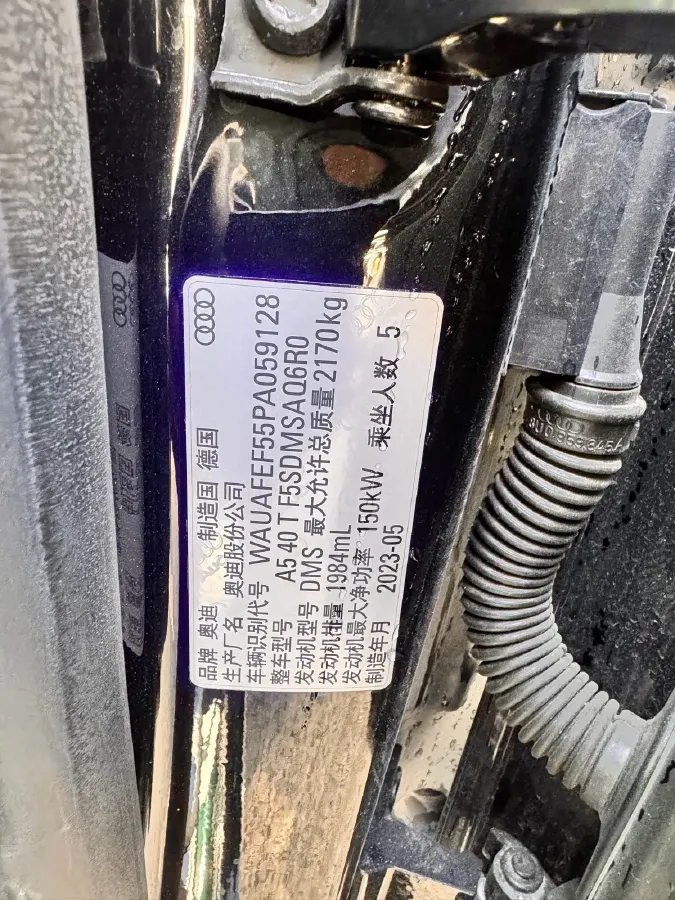 品牌 奥迪 制造国 德国
生产厂名 奥迪股份公司
车辆识别代号 WAUAFEF55PA059128
整车型号 A5 40 T F5SDMSAQ6R0
发动机型号 DMS 最大允许总质量 2170kg
发动机排量 1984mL
发动机最大净功率 150kW 乘坐人数 5
制造年月 2023-05